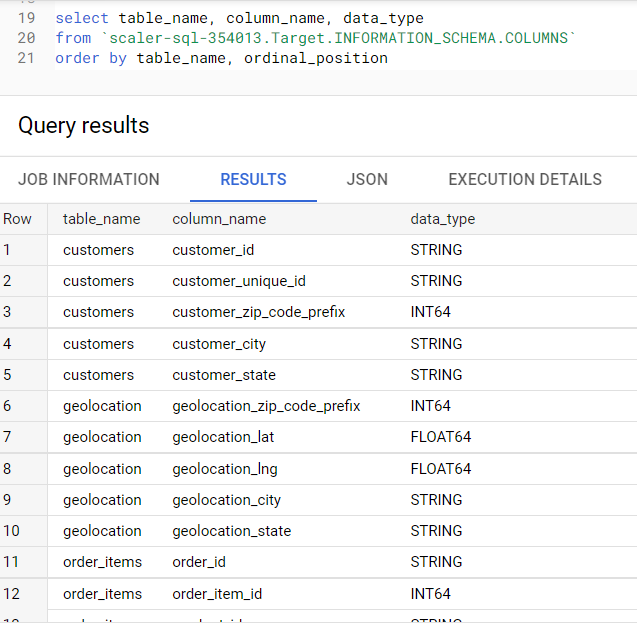 19 select table_name, column_name, data_type
20 from `scaler-sql-354013.Target.INFORMATION_SCHEMA.COLUMNS`
21 order by table_name, ordinal_position
Query results
JOB INFORMATION RESULTS JSON EXECUTION DETAILS
Row table_name column_name data_type
1 customers customer_id STRING
2 customers customer_unique_id STRING
3 customers customer_zip_code_prefix INT64
4 customers customer_city STRING
5 customers customer_state STRING
6 geolocation geolocation_zip_code_prefix INT64
7 geolocation geolocation_lat FLOAT64
8 geolocation geolocation_lng FLOAT64
9 geolocation geolocation_city STRING
10 geolocation geolocation_state STRING
11 order_items order_id STRING
12 order_items order_item_id INT64